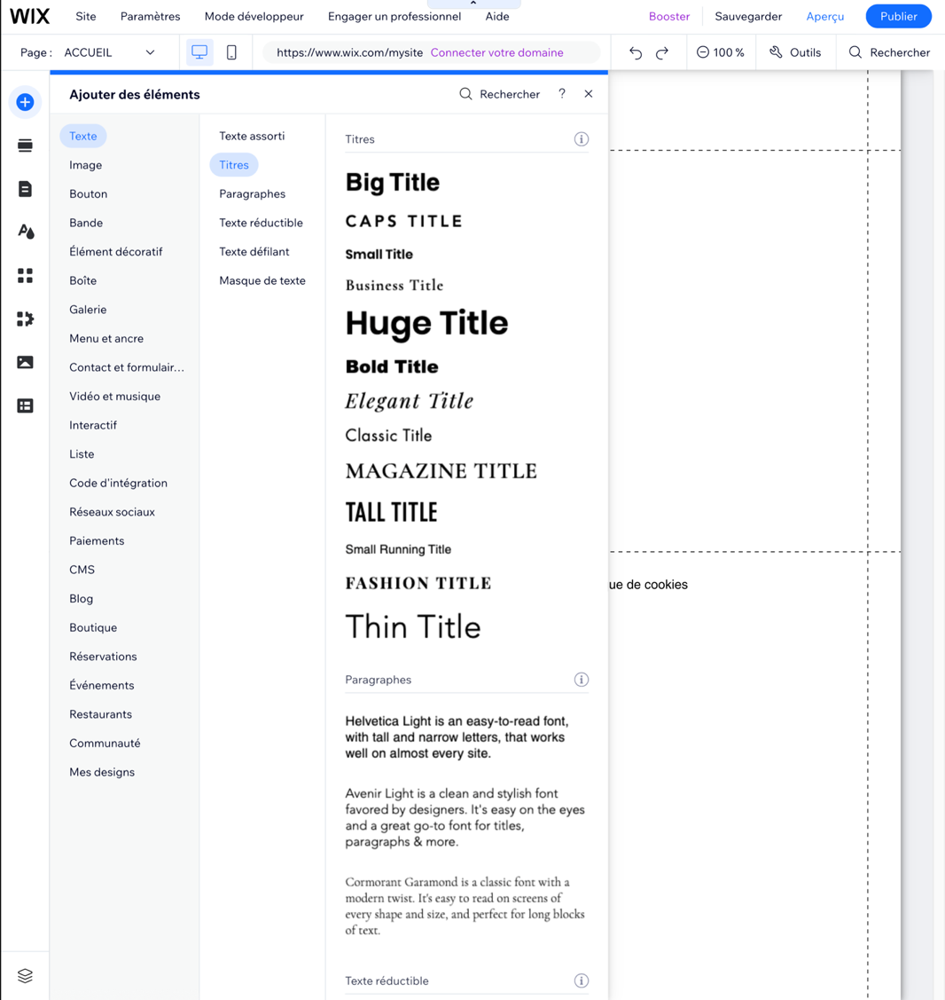 WIX
Site
Paramètres
Mode développeur
Engager un professionnel
Aide
Booster
Sauvegarder
Aperçu
Publier
Page :
ACCUEIL
https://www.wix.com/mysite Connecter votre domaine
100 %
Outils
Rechercher
Ajouter des éléments
Rechercher
?
Texte
Image
Bouton
Bande
Élément décoratif
Boîte
Galerie
Menu et ancre
Contact et formulair...
Vidéo et musique
Interactif
Liste
Code d'intégration
Réseaux sociaux
Paiements
CMS
Blog
Boutique
Réservations
Événements
Restaurants
Communauté
Mes designs
Texte assorti
Titres
Paragraphes
Texte réductible
Texte défilant
Masque de texte
Titres
Big Title
CAPS TITLE
Small Title
Business Title
Huge Title
Bold Title
Elegant Title
Classic Title
MAGAZINE TITLE
TALL TITLE
Small Running Title
FASHION TITLE
Thin Title
Paragraphes
Helvetica Light is an easy-to-read font,
with tall and narrow letters, that works
well on almost every site.
Avenir Light is a clean and stylish font
favored by designers. It's easy on the eyes
and a great go-to font for titles,
paragraphs & more.
Cormorant Garamond is a classic font with a
modern twist. It's easy to read on screens of
every shape and size, and perfect for long blocks
of text.
Texte réductible
ue de cookies